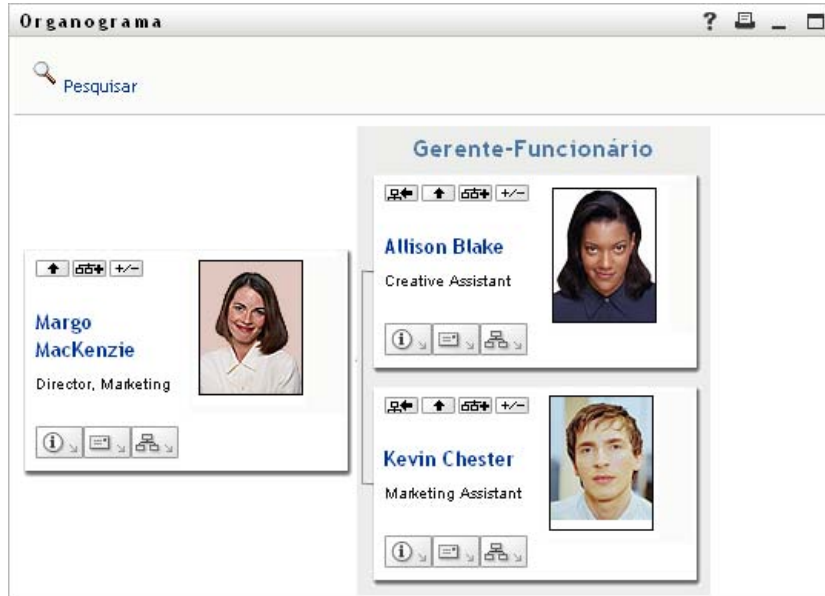 Organograma
?
Pesquisar
Gerente-Funcionário
+/-
Allison Blake
Creative Assistant
+/-
Margo
MacKenzie
Director, Marketing
+/-
Kevin Chester
Marketing Assistant